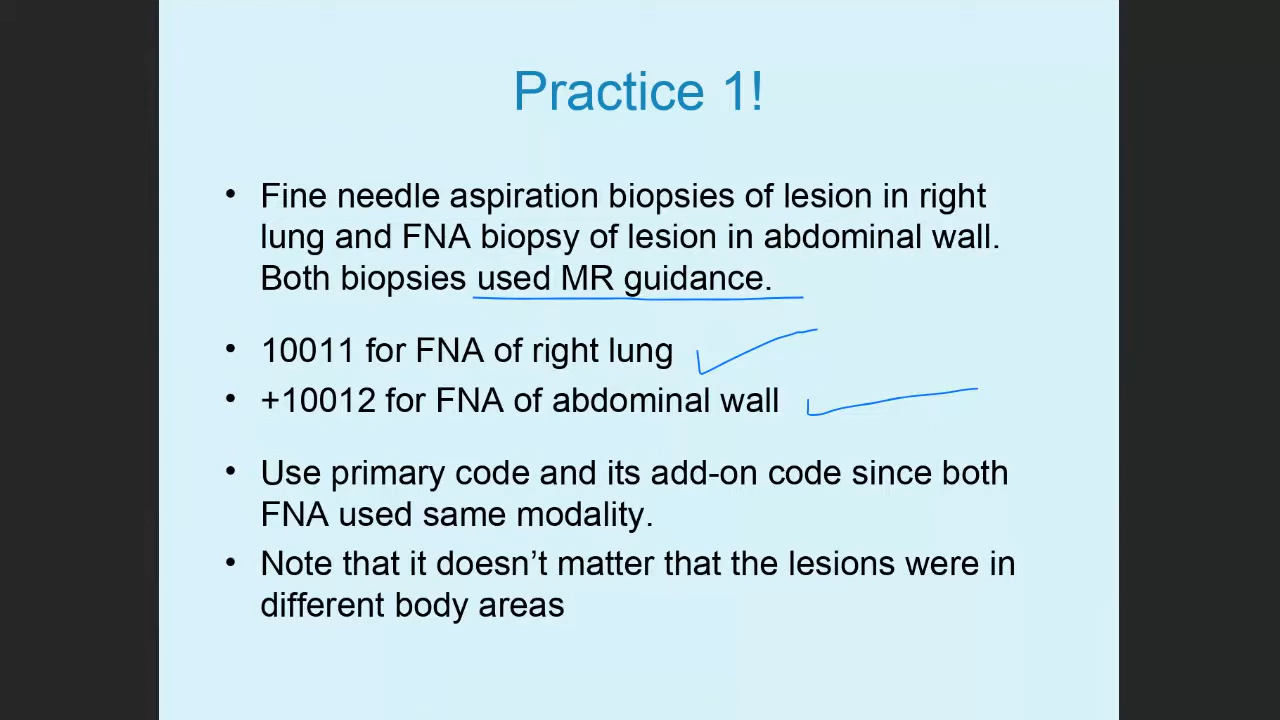 Practice 1!
• Fine needle aspiration biopsies of lesion in right
lung and FNA biopsy of lesion in abdominal wall.
Both biopsies used MR guidance.
• 10011 for FNA of right lung
• +10012 for FNA of abdominal wall
• Use primary code and its add-on code since both
FNA used same modality.
• Note that it doesn’t matter that the lesions were in
different body areas